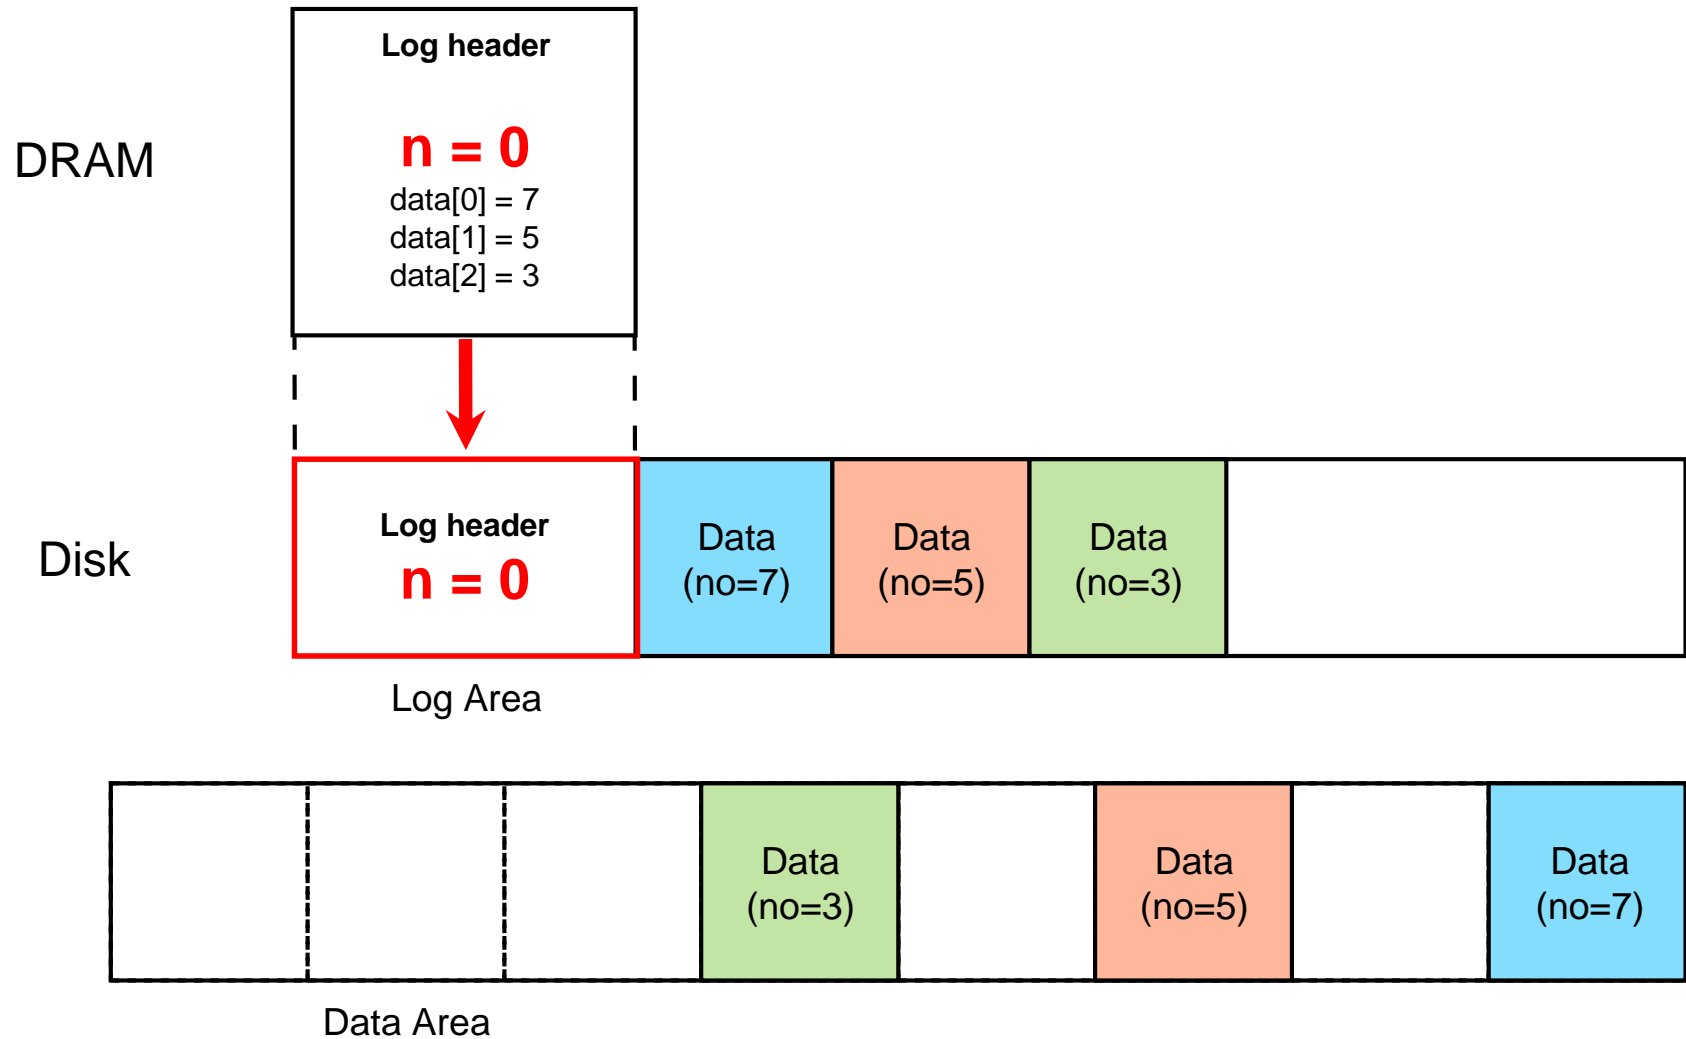 Log header
DRAM
n = 0
data[0] = 7
data[1] = 5
data[2] = 3
Disk
Log header
n = 0
Data
(no=7)
Data
(no=5)
Data
(no=3)
Log Area
Data
(no=3)
Data
(no=5)
Data
(no=7)
Data Area